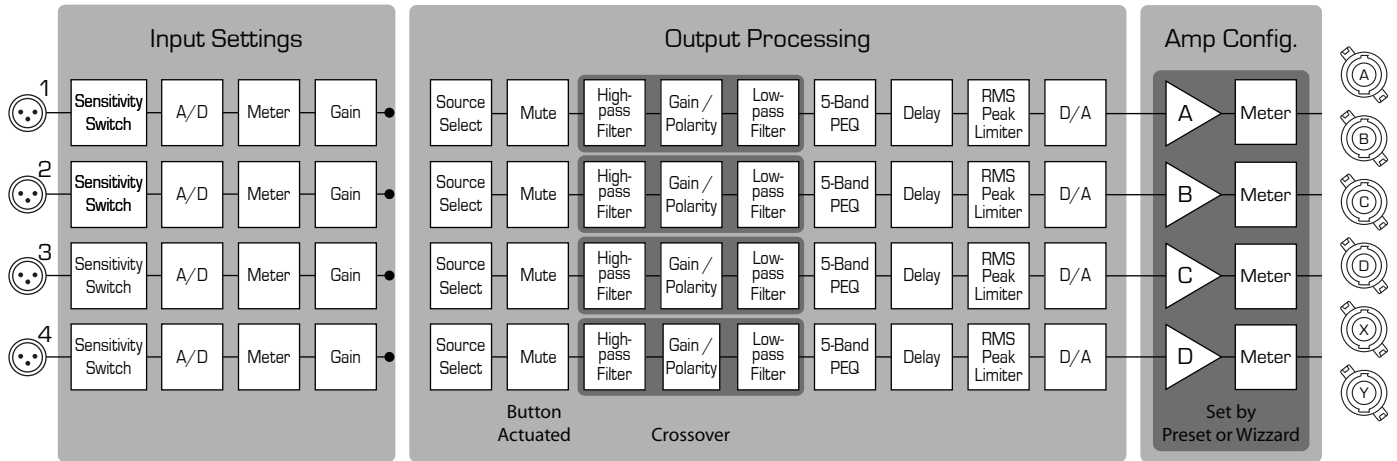 Input Settings
Output Processing
Amp Config.
1
Sensitivity
Switch
A/D
Meter
Gain
Source
Select
Mute
High-
pass
Filter
Gain /
Polarity
Low-
pass
Filter
5-Band
PEQ
Delay
RMS
Peak
Limiter
D/A
A
Meter
2
Sensitivity
Switch
A/D
Meter
Gain
Source
Select
Mute
High-
pass
Filter
Gain /
Polarity
Low-
pass
Filter
5-Band
PEQ
Delay
RMS
Peak
Limiter
D/A
B
Meter
3
Sensitivity
Switch
A/D
Meter
Gain
Source
Select
Mute
High-
pass
Filter
Gain /
Polarity
Low-
pass
Filter
5-Band
PEQ
Delay
RMS
Peak
Limiter
D/A
C
Meter
4
Sensitivity
Switch
A/D
Meter
Gain
Source
Select
Mute
High-
pass
Filter
Gain /
Polarity
Low-
pass
Filter
5-Band
PEQ
Delay
RMS
Peak
Limiter
D/A
D
Meter
Button
Actuated
Crossover
Set by
Preset or Wizzard
A
B
C
D
X
Y